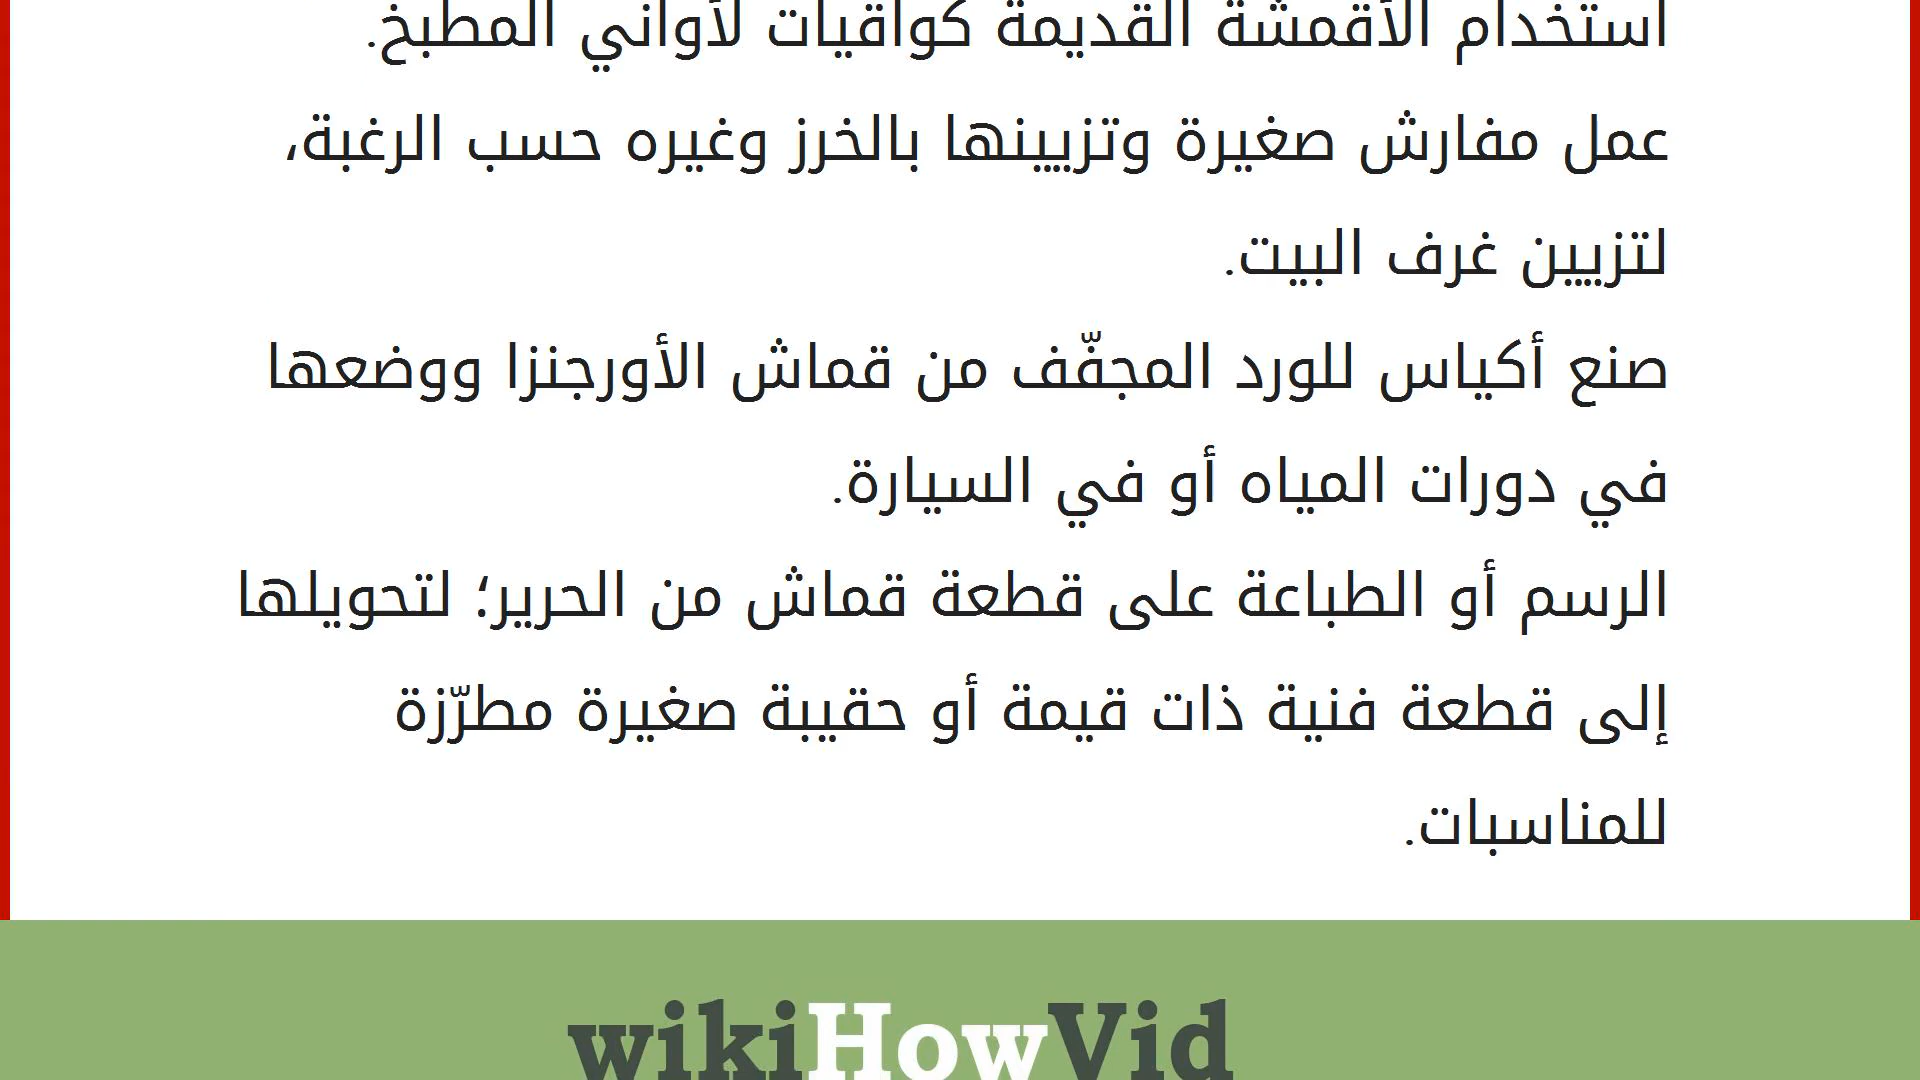 استخدام الأقمشة القديمة كواقيات لأواني المطبخ.
عمل مفارش صغيرة وتزيينها بالخرز وغيره حسب الرغبة،
لتزيين غرف البيت.
صنع أكياس للورد المجفّف من قماش الأورجنزا ووضعها
في دورات المياه أو في السيارة.
الرسم أو الطباعة على قطعة قماش من الحرير؛ لتحويلها
إلى قطعة فنية ذات قيمة أو حقيبة صغيرة مطرّزة
للمناسبات.
wikiHowVid